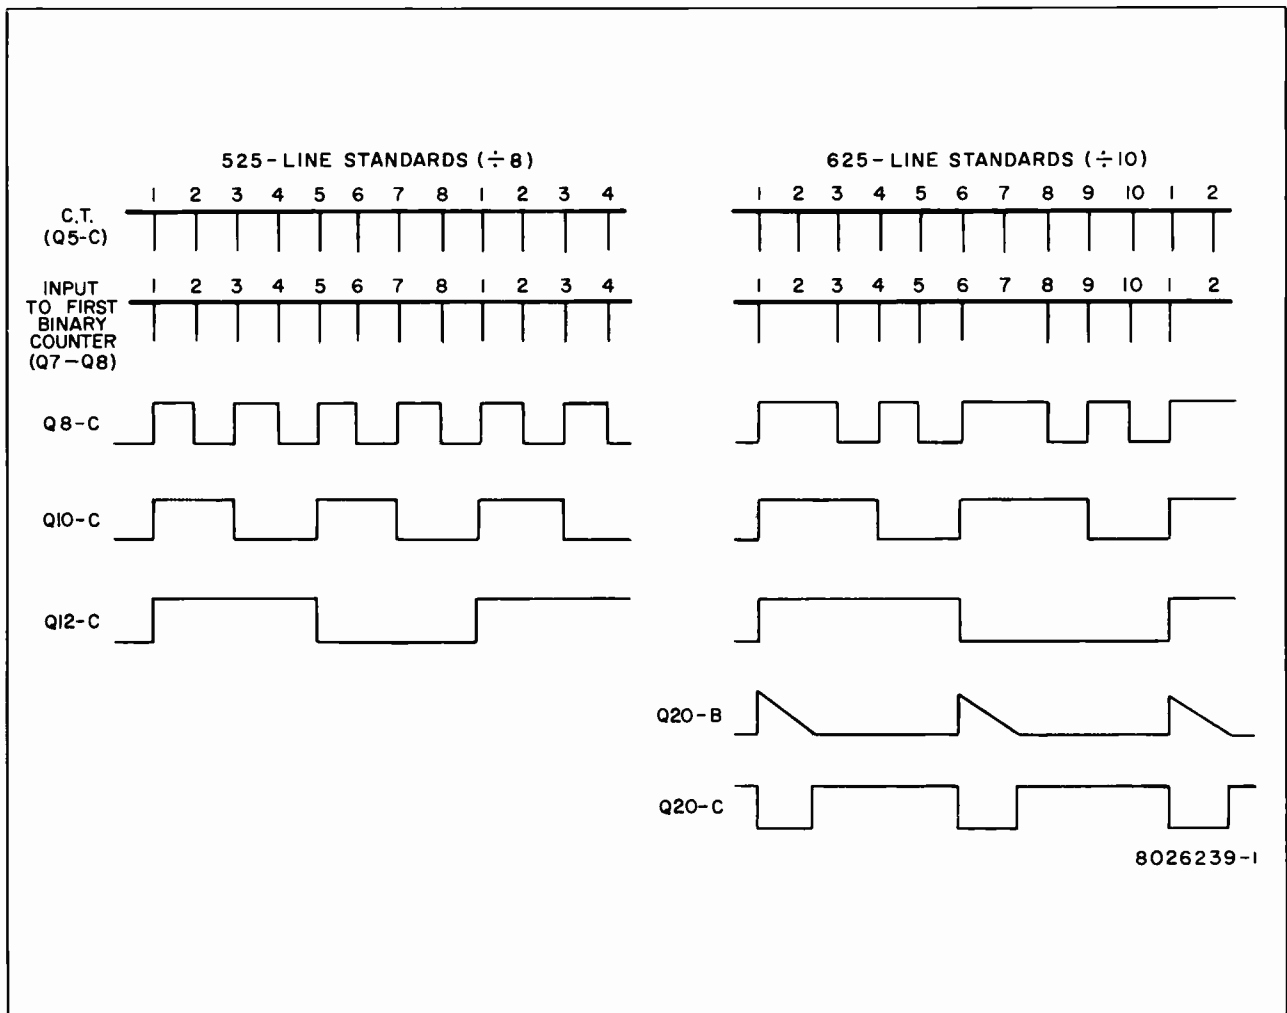 525-LINE STANDARDS (÷8)
625-LINE STANDARDS (÷10)
1 2 3 4 5 6 7 8 1 2 3 4
1 2 3 4 5 6 7 8 9 10 1 2
C.T.
(Q5-C)
1 2 3 4 5 6 7 8 1 2 3 4
1 2 3 4 5 6 7 8 9 10 1 2
INPUT
TO FIRST
BINARY
COUNTER
(Q7-Q8)
Q8-C
Q10-C
Q12-C
Q20-B
Q20-C
8026239-1